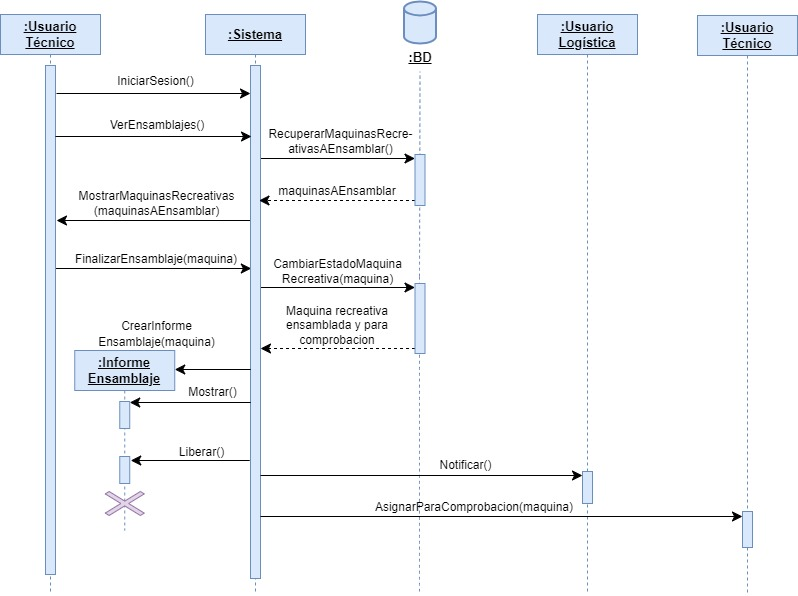 :Usuario
Técnico
:Sistema
:BD
:Usuario
Logística
:Usuario
Técnico
IniciarSesion()
VerEnsamblajes()
RecuperarMaquinasRecre-
ativasAEnsamblar()
maquinasAEnsamblar
MostrarMaquinasRecreativas
(maquinasAEnsamblar)
FinalizarEnsamblaje(maquina)
CambiarEstadoMaquina
Recreativa(maquina)
Maquina recreativa
ensamblada y para
comprobacion
CrearInforme
Ensamblaje(maquina)
:Informe
Ensamblaje
Mostrar()
Liberar()
Notificar()
AsignarParaComprobacion(maquina)